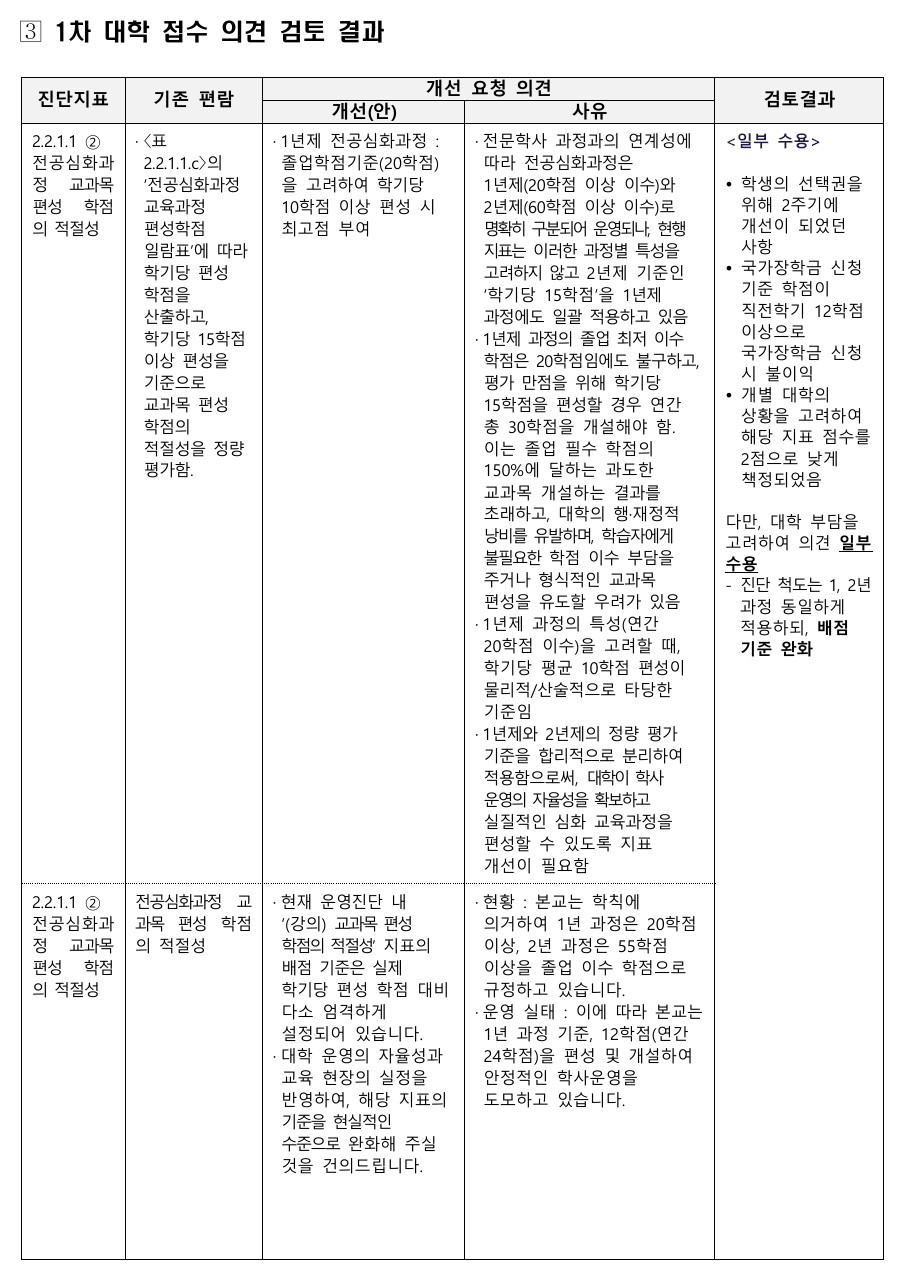 3 1차 대학 접수 의견 검토 결과
진단지표
기존 편람
개선 요청 의견
개선(안)
사유
검토결과
2.2.1.1 ②
전공심화과
정 교과목
편성 학점
의 적절성
· 〈표
2.2.1.1.c〉의
‘전공심화과정
교육과정
편성학점
일람표’에 따라
학기당 편성
학점을
산출하고,
학기당 15학점
이상 편성을
기준으로
교과목 편성
학점의
적절성을 정량
평가함.
· 1년제 전공심화과정 :
졸업학점기준(20학점)
을 고려하여 학기당
10학점 이상 편성 시
최고점 부여
· 전문학사 과정과의 연계성에
따라 전공심화과정은
1년제(20학점 이상 이수)와
2년제(60학점 이상 이수)로
명확히 구분되어 운영되나, 현행
지표는 이러한 과정별 특성을
고려하지 않고 2년제 기준인
‘학기당 15학점’을 1년제
과정에도 일괄 적용하고 있음
· 1년제 과정의 졸업 최저 이수
학점은 20학점임에도 불구하고,
평가 만점을 위해 학기당
15학점을 편성할 경우 연간
총 30학점을 개설해야 함.
이는 졸업 필수 학점의
150%에 달하는 과도한
교과목 개설하는 결과를
초래하고, 대학의 행·재정적
낭비를 유발하며, 학습자에게
불필요한 학점 이수 부담을
주거나 형식적인 교과목
편성을 유도할 우려가 있음
· 1년제 과정의 특성(연간
20학점 이수)을 고려할 때,
학기당 평균 10학점 편성이
물리적/산술적으로 타당한
기준임
· 1년제와 2년제의 정량 평가
기준을 합리적으로 분리하여
적용함으로써, 대학이 학사
운영의 자율성을 확보하고
실질적인 심화 교육과정을
편성할 수 있도록 지표
개선이 필요함
<일부 수용>
• 학생의 선택권을
위해 2주기에
개선이 되었던
사항
• 국가장학금 신청
기준 학점이
직전학기 12학점
이상으로
국가장학금 신청
시 불이익
• 개별 대학의
상황을 고려하여
해당 지표 점수를
2점으로 낮게
책정되었음
다만, 대학 부담을
고려하여 의견 일부
수용
- 진단 척도는 1, 2년
과정 동일하게
적용하되, 배점
기준 완화
2.2.1.1 ②
전공심화과
정 교과목
편성 학점
의 적절성
전공심화과정 교
과목 편성 학점
의 적절성
· 현재 운영진단 내
‘(강의) 교과목 편성
학점의 적절성’ 지표의
배점 기준은 실제
학기당 편성 학점 대비
다소 엄격하게
설정되어 있습니다.
· 대학 운영의 자율성과
교육 현장의 실정을
반영하여, 해당 지표의
기준을 현실적인
수준으로 완화해 주실
것을 건의드립니다.
· 현황 : 본교는 학칙에
의거하여 1년 과정은 20학점
이상, 2년 과정은 55학점
이상을 졸업 이수 학점으로
규정하고 있습니다.
· 운영 실태 : 이에 따라 본교는
1년 과정 기준, 12학점(연간
24학점)을 편성 및 개설하여
안정적인 학사운영을
도모하고 있습니다.